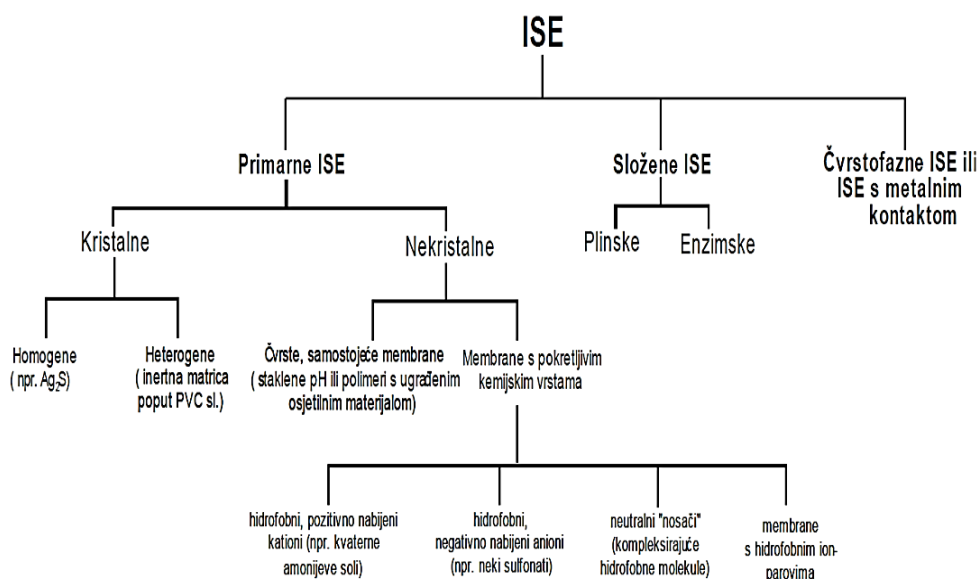 ISE
Primarne ISE
Složene ISE
Čvrstofazne ISE ili
ISE s metalnim
kontaktom
Kristalne
Nekristalne
Plinske
Enzimske
Homogene
( npr. Ag₂S)
Heterogene
( inertna matrica
poput PVC sl.)
Čvrste, samostojeće membrane
( staklene pH ili polimeri s ugrađenim
osjetilnim materijalom)
Membrane s pokretljivim
kemijskim vrstama
hidrofobni, pozitivno nabijeni
kationi (npr. kvaterne
amonijeve soli)
hidrofobni,
negativno nabijeni anioni
(npr. neki sulfonati)
neutralni "nosači"
(kompleksirajuće
hidrofobne molekule)
membrane
s hidrofobnim ion-
parovima